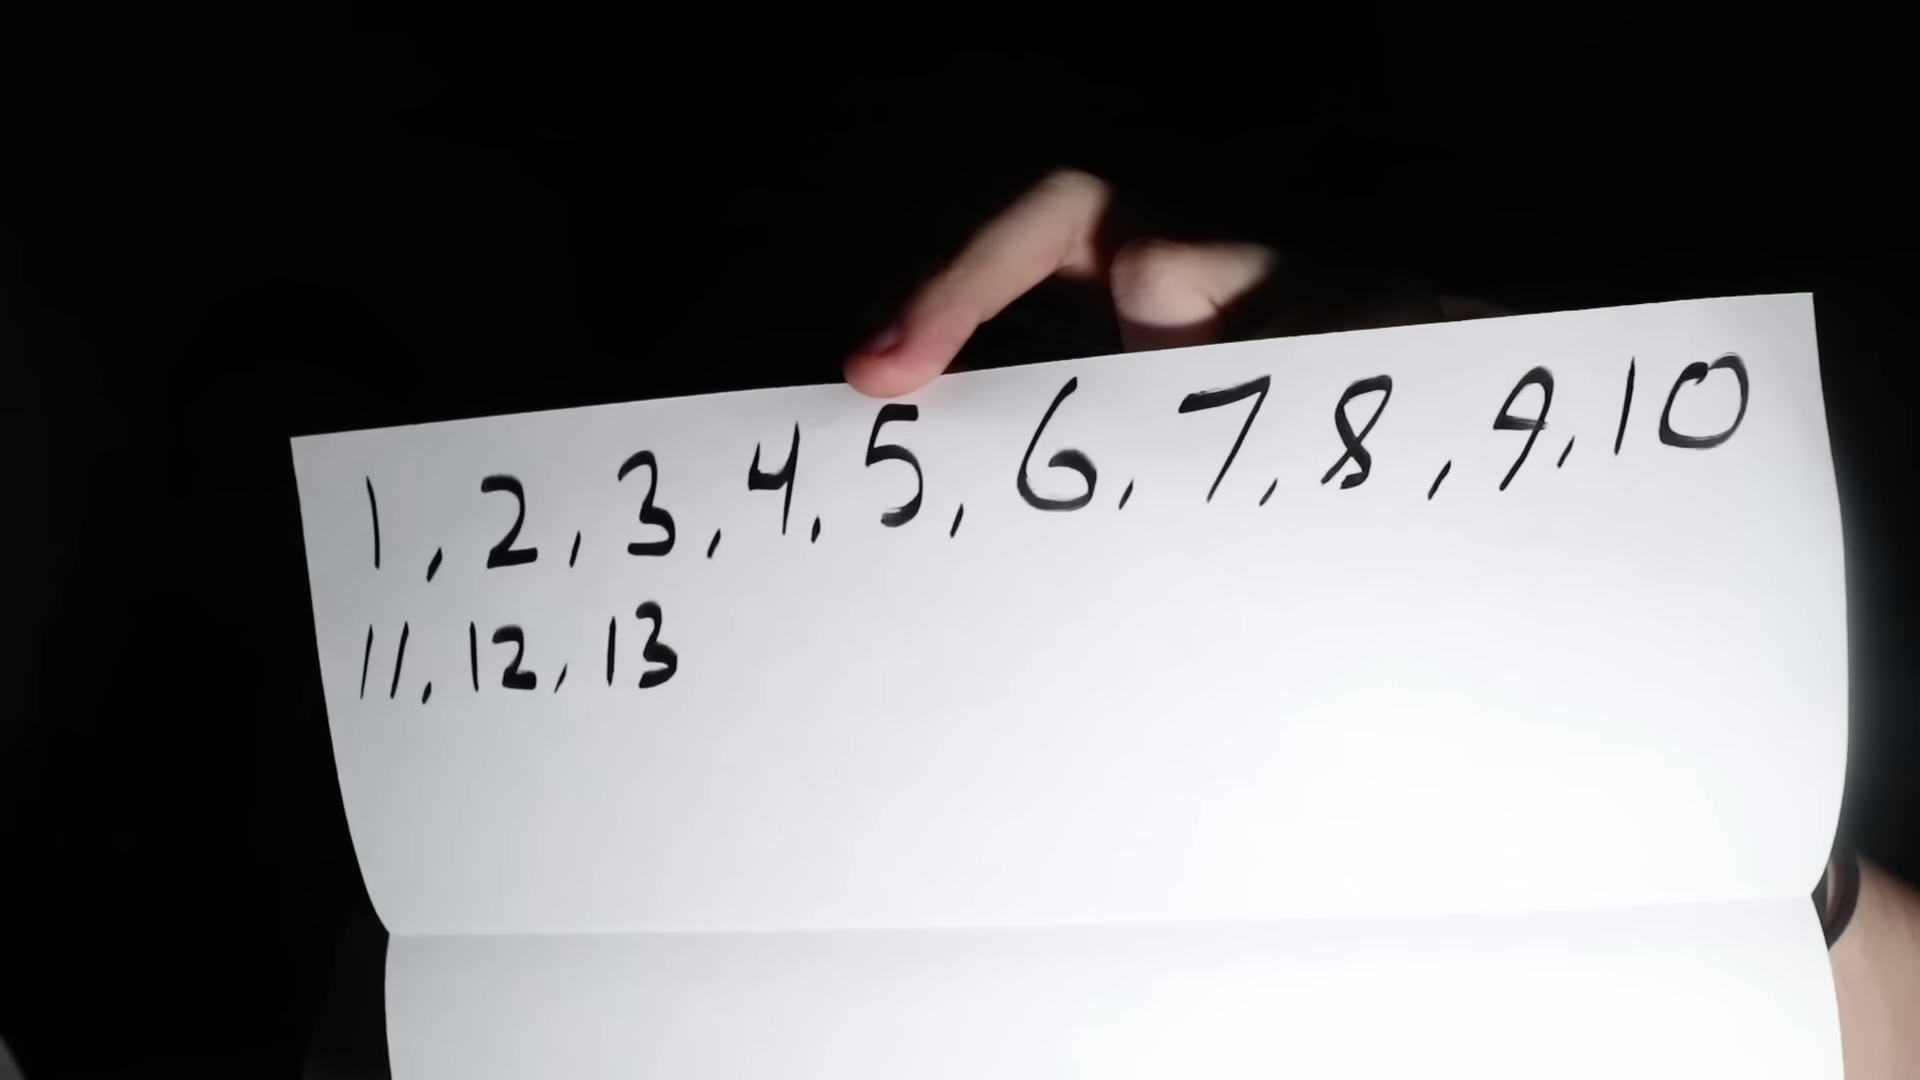 1, 2, 3, 4, 5, 6, 7, 8, 9, 10
11, 12, 13